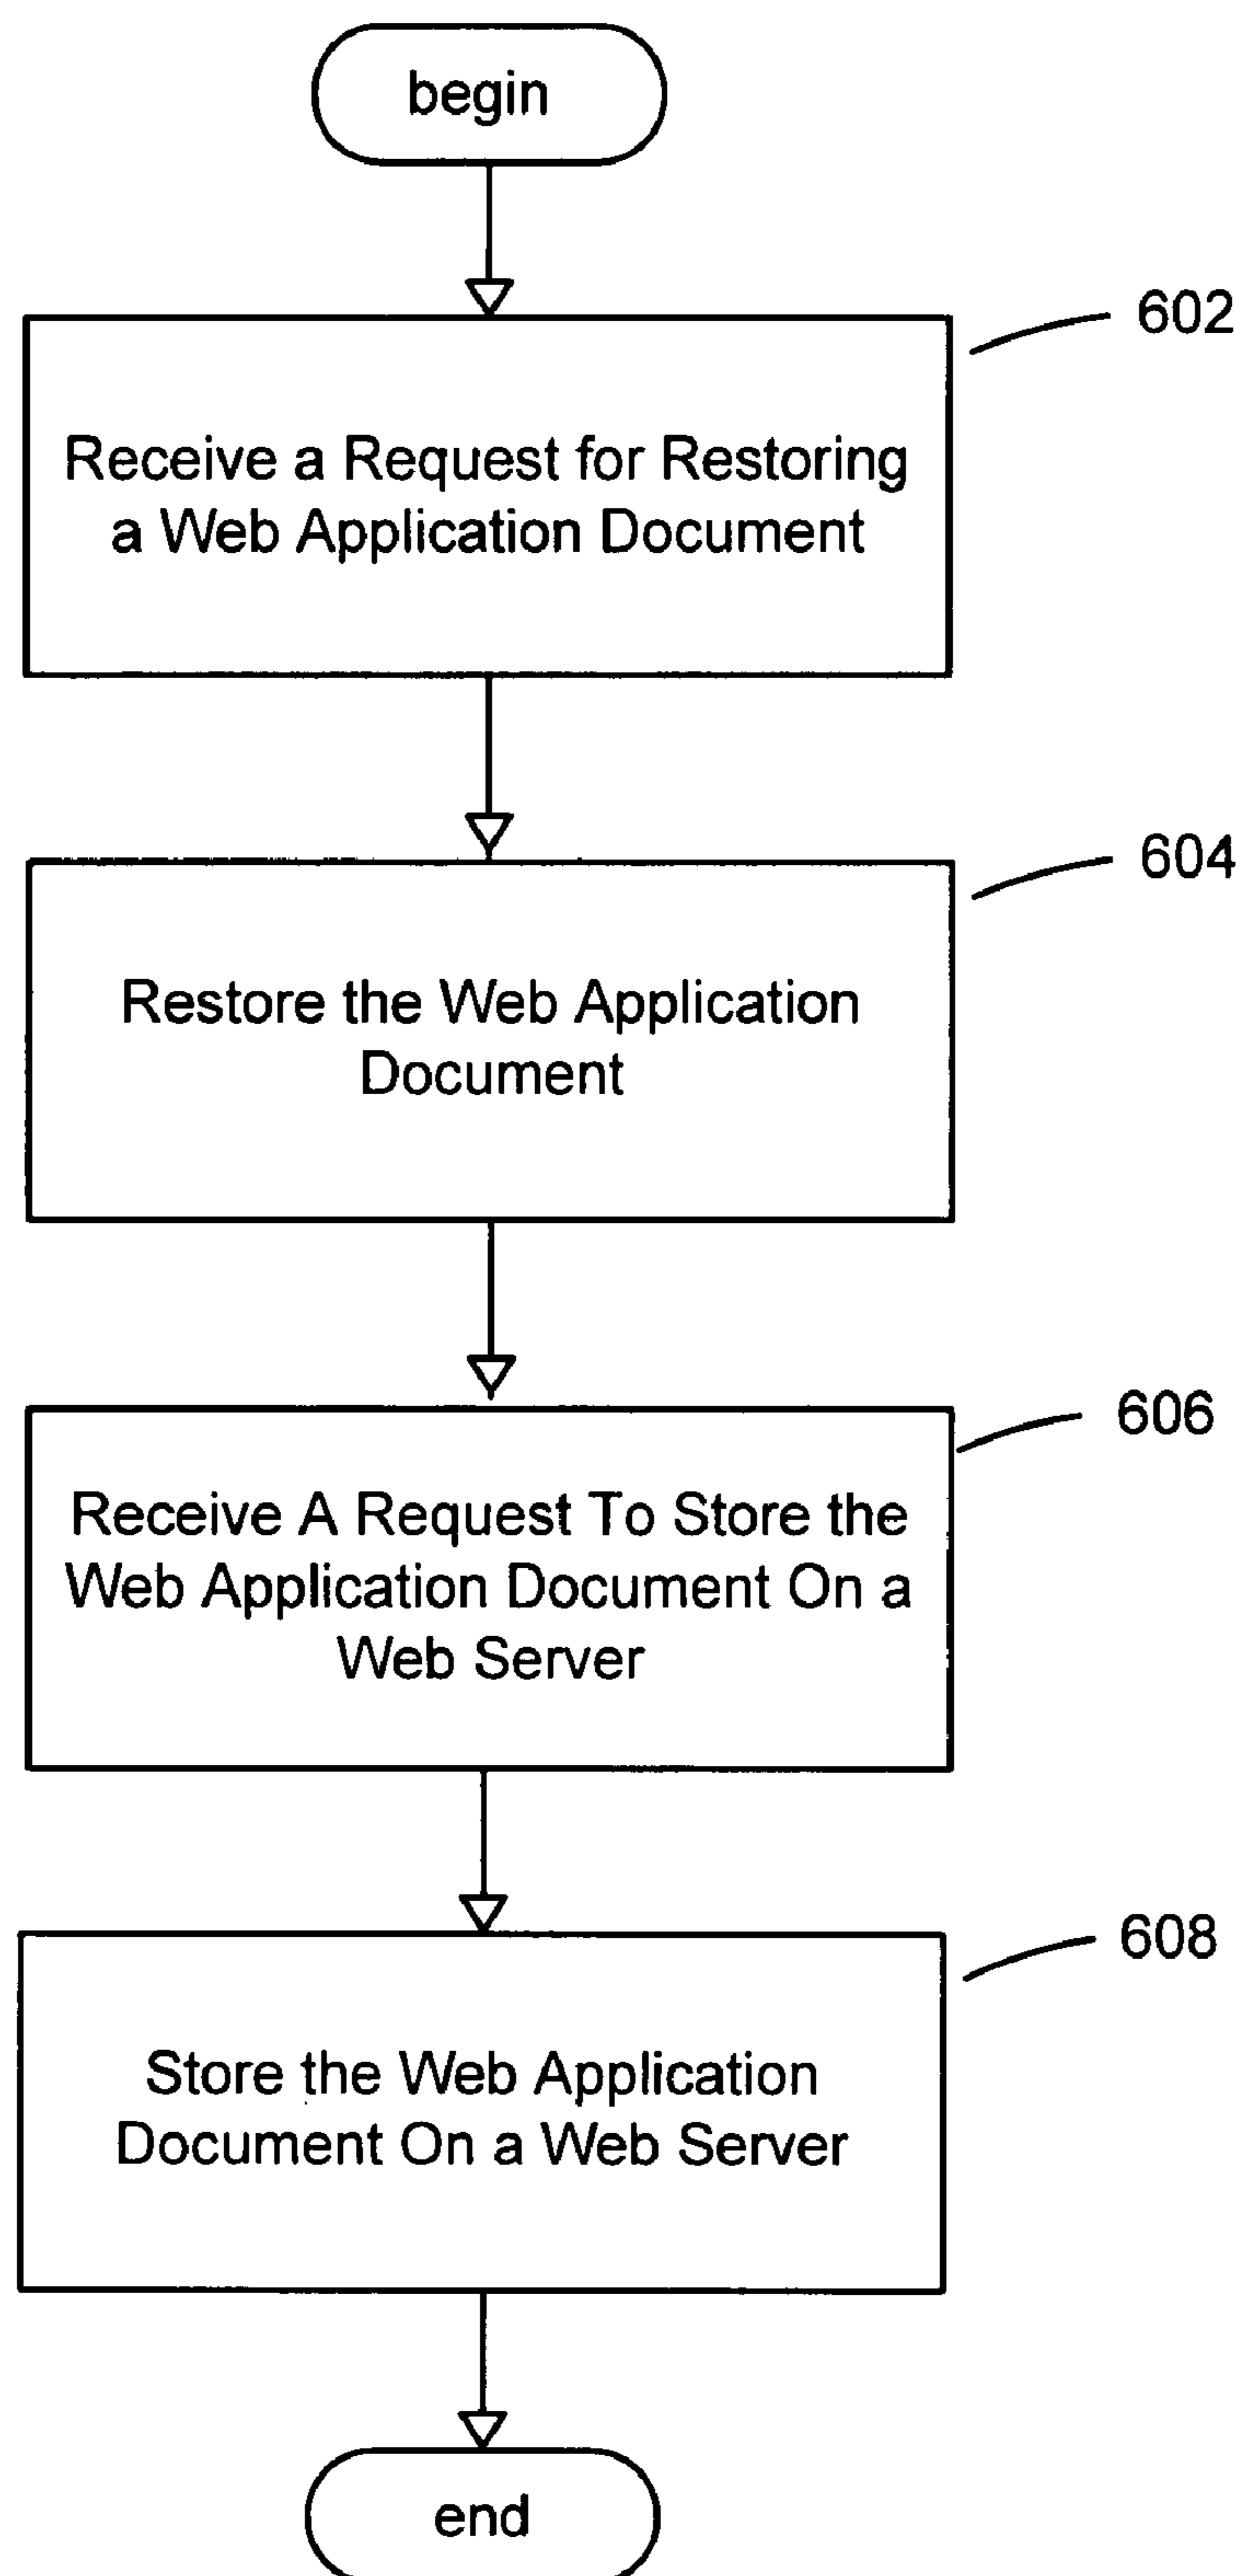 begin
602
Receive a Request for Restoring
a Web Application Document
604
Restore the Web Application
Document
606
Receive A Request To Store the
Web Application Document On a
Web Server
608
Store the Web Application
Document On a Web Server
end